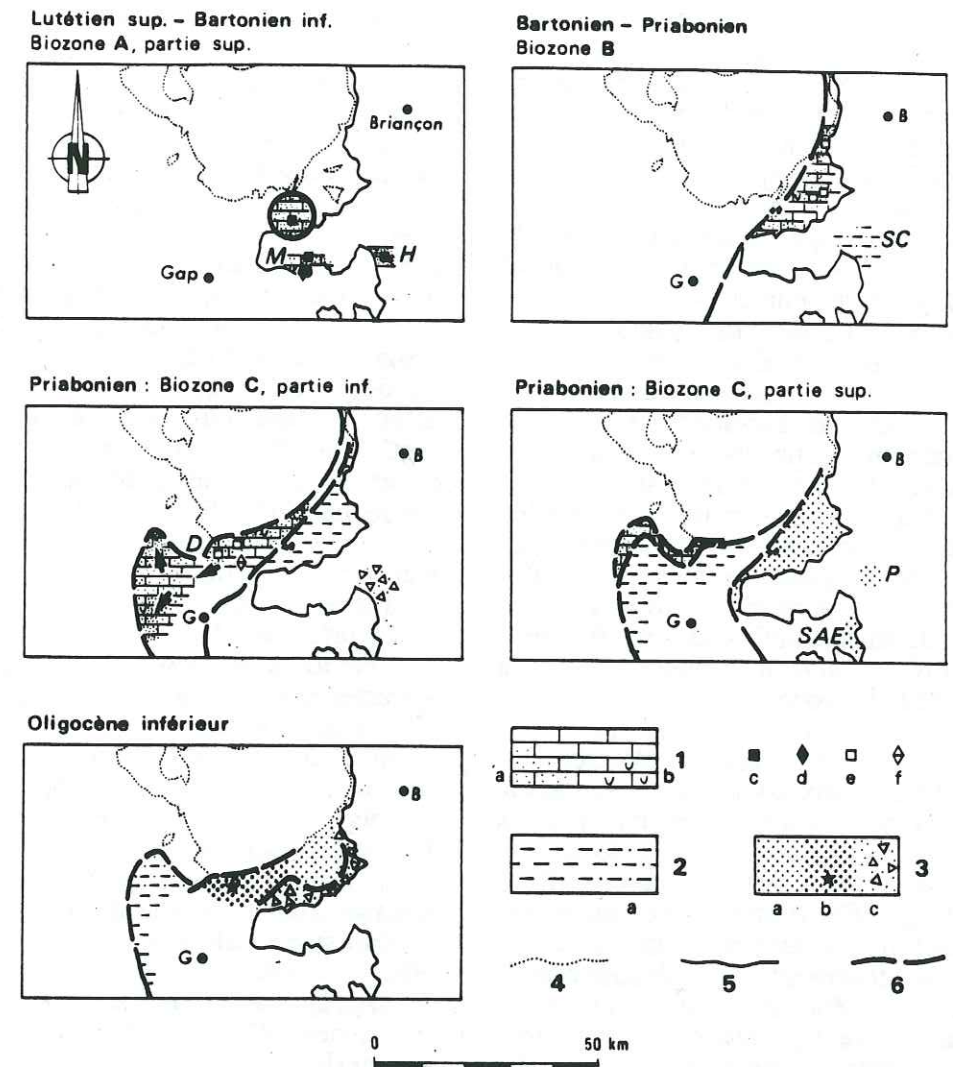 Lutétien sup. – Bartonien inf.
Biozone A, partie sup.
N
Briançon
M
H
Gap
Bartonien – Priabonien
Biozone B
B
SC
G
Priabonien : Biozone C, partie inf.
B
D
G
Priabonien : Biozone C, partie sup.
B
P
G
SAE
Oligocène inférieur
B
G
a 1 b
c d e f
2
a
3
a b c
4 5 6
0 50 km